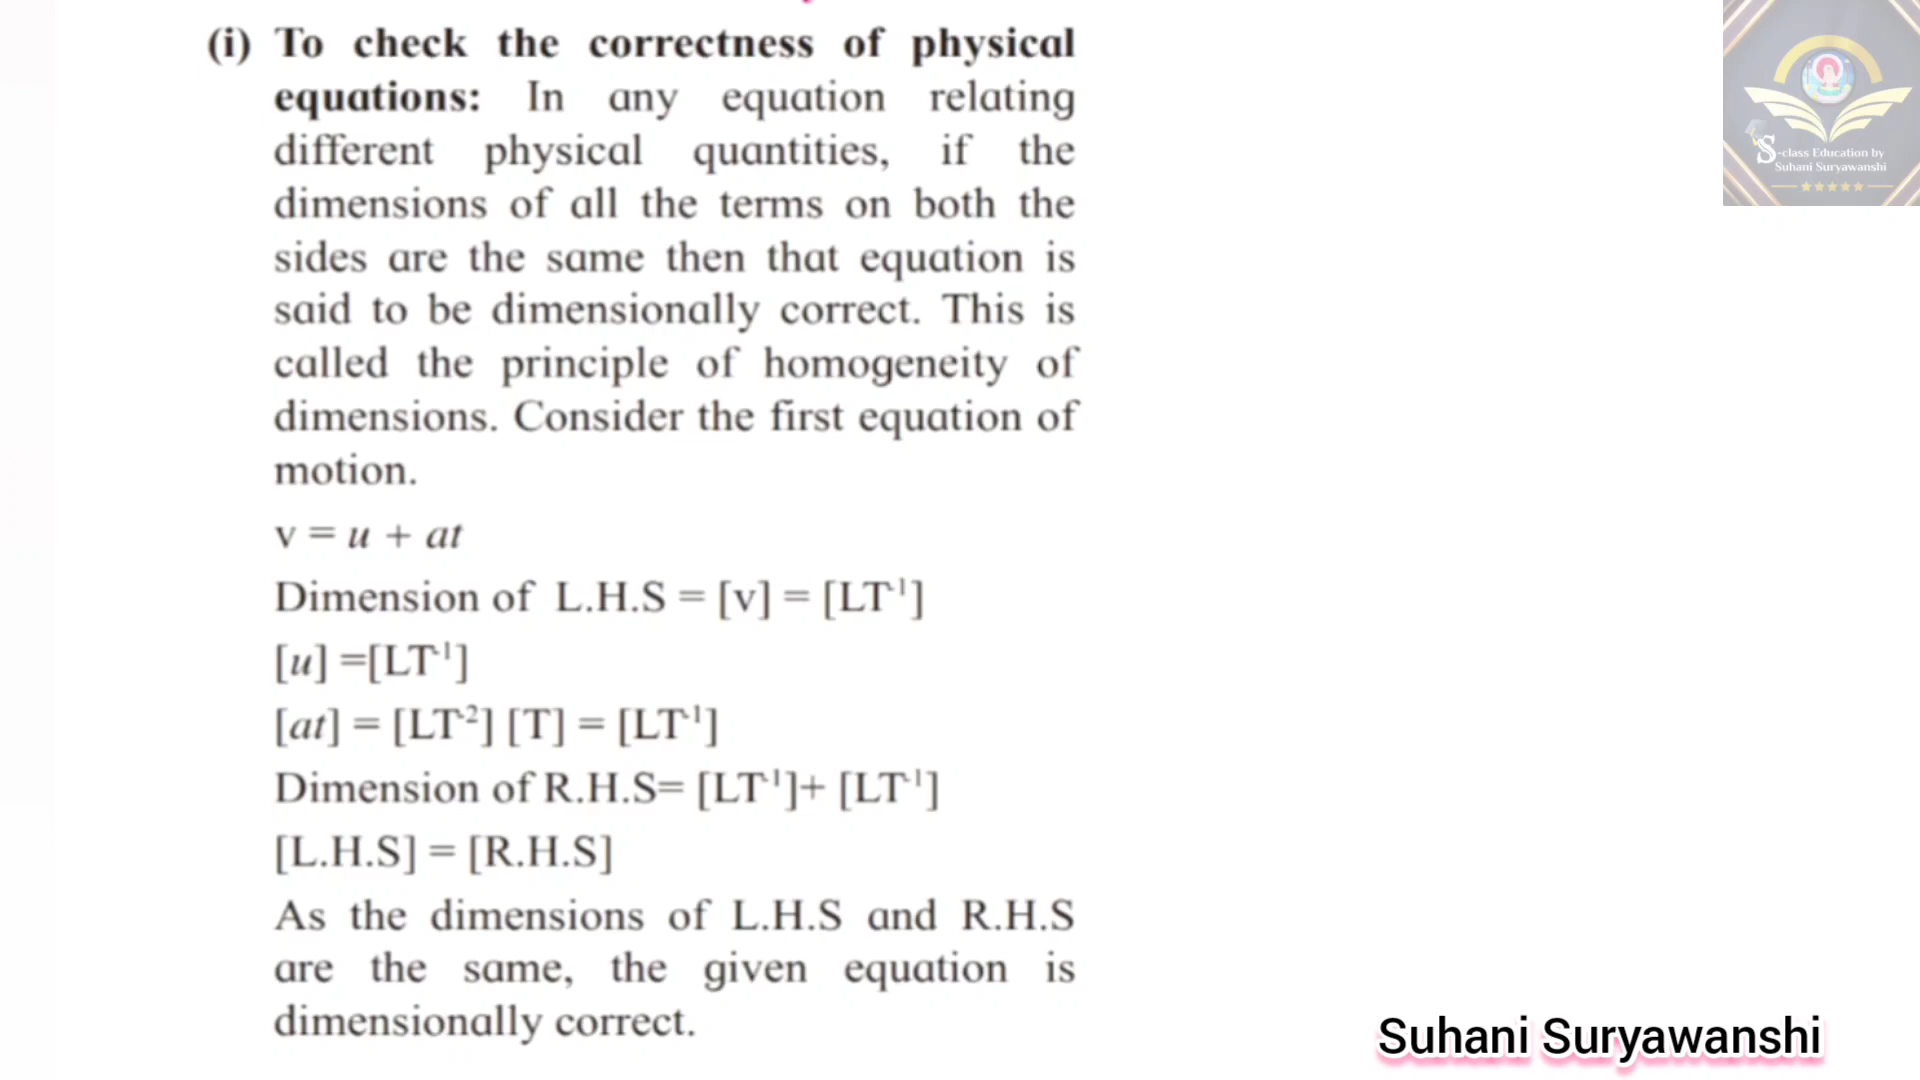 (i) To check the correctness of physical
equations: In any equation relating
different physical quantities, if the
dimensions of all the terms on both the
sides are the same then that equation is
said to be dimensionally correct. This is
called the principle of homogeneity of
dimensions. Consider the first equation of
motion.
v = u + at
Dimension of L.H.S = [v] = [LT⁻¹]
[u] =[LT⁻¹]
[at] = [LT⁻²] [T] = [LT⁻¹]
Dimension of R.H.S= [LT⁻¹]+ [LT⁻¹]
[L.H.S] = [R.H.S]
As the dimensions of L.H.S and R.H.S
are the same, the given equation is
dimensionally correct.
S-class Education by
Suhani Suryawanshi
Suhani Suryawanshi